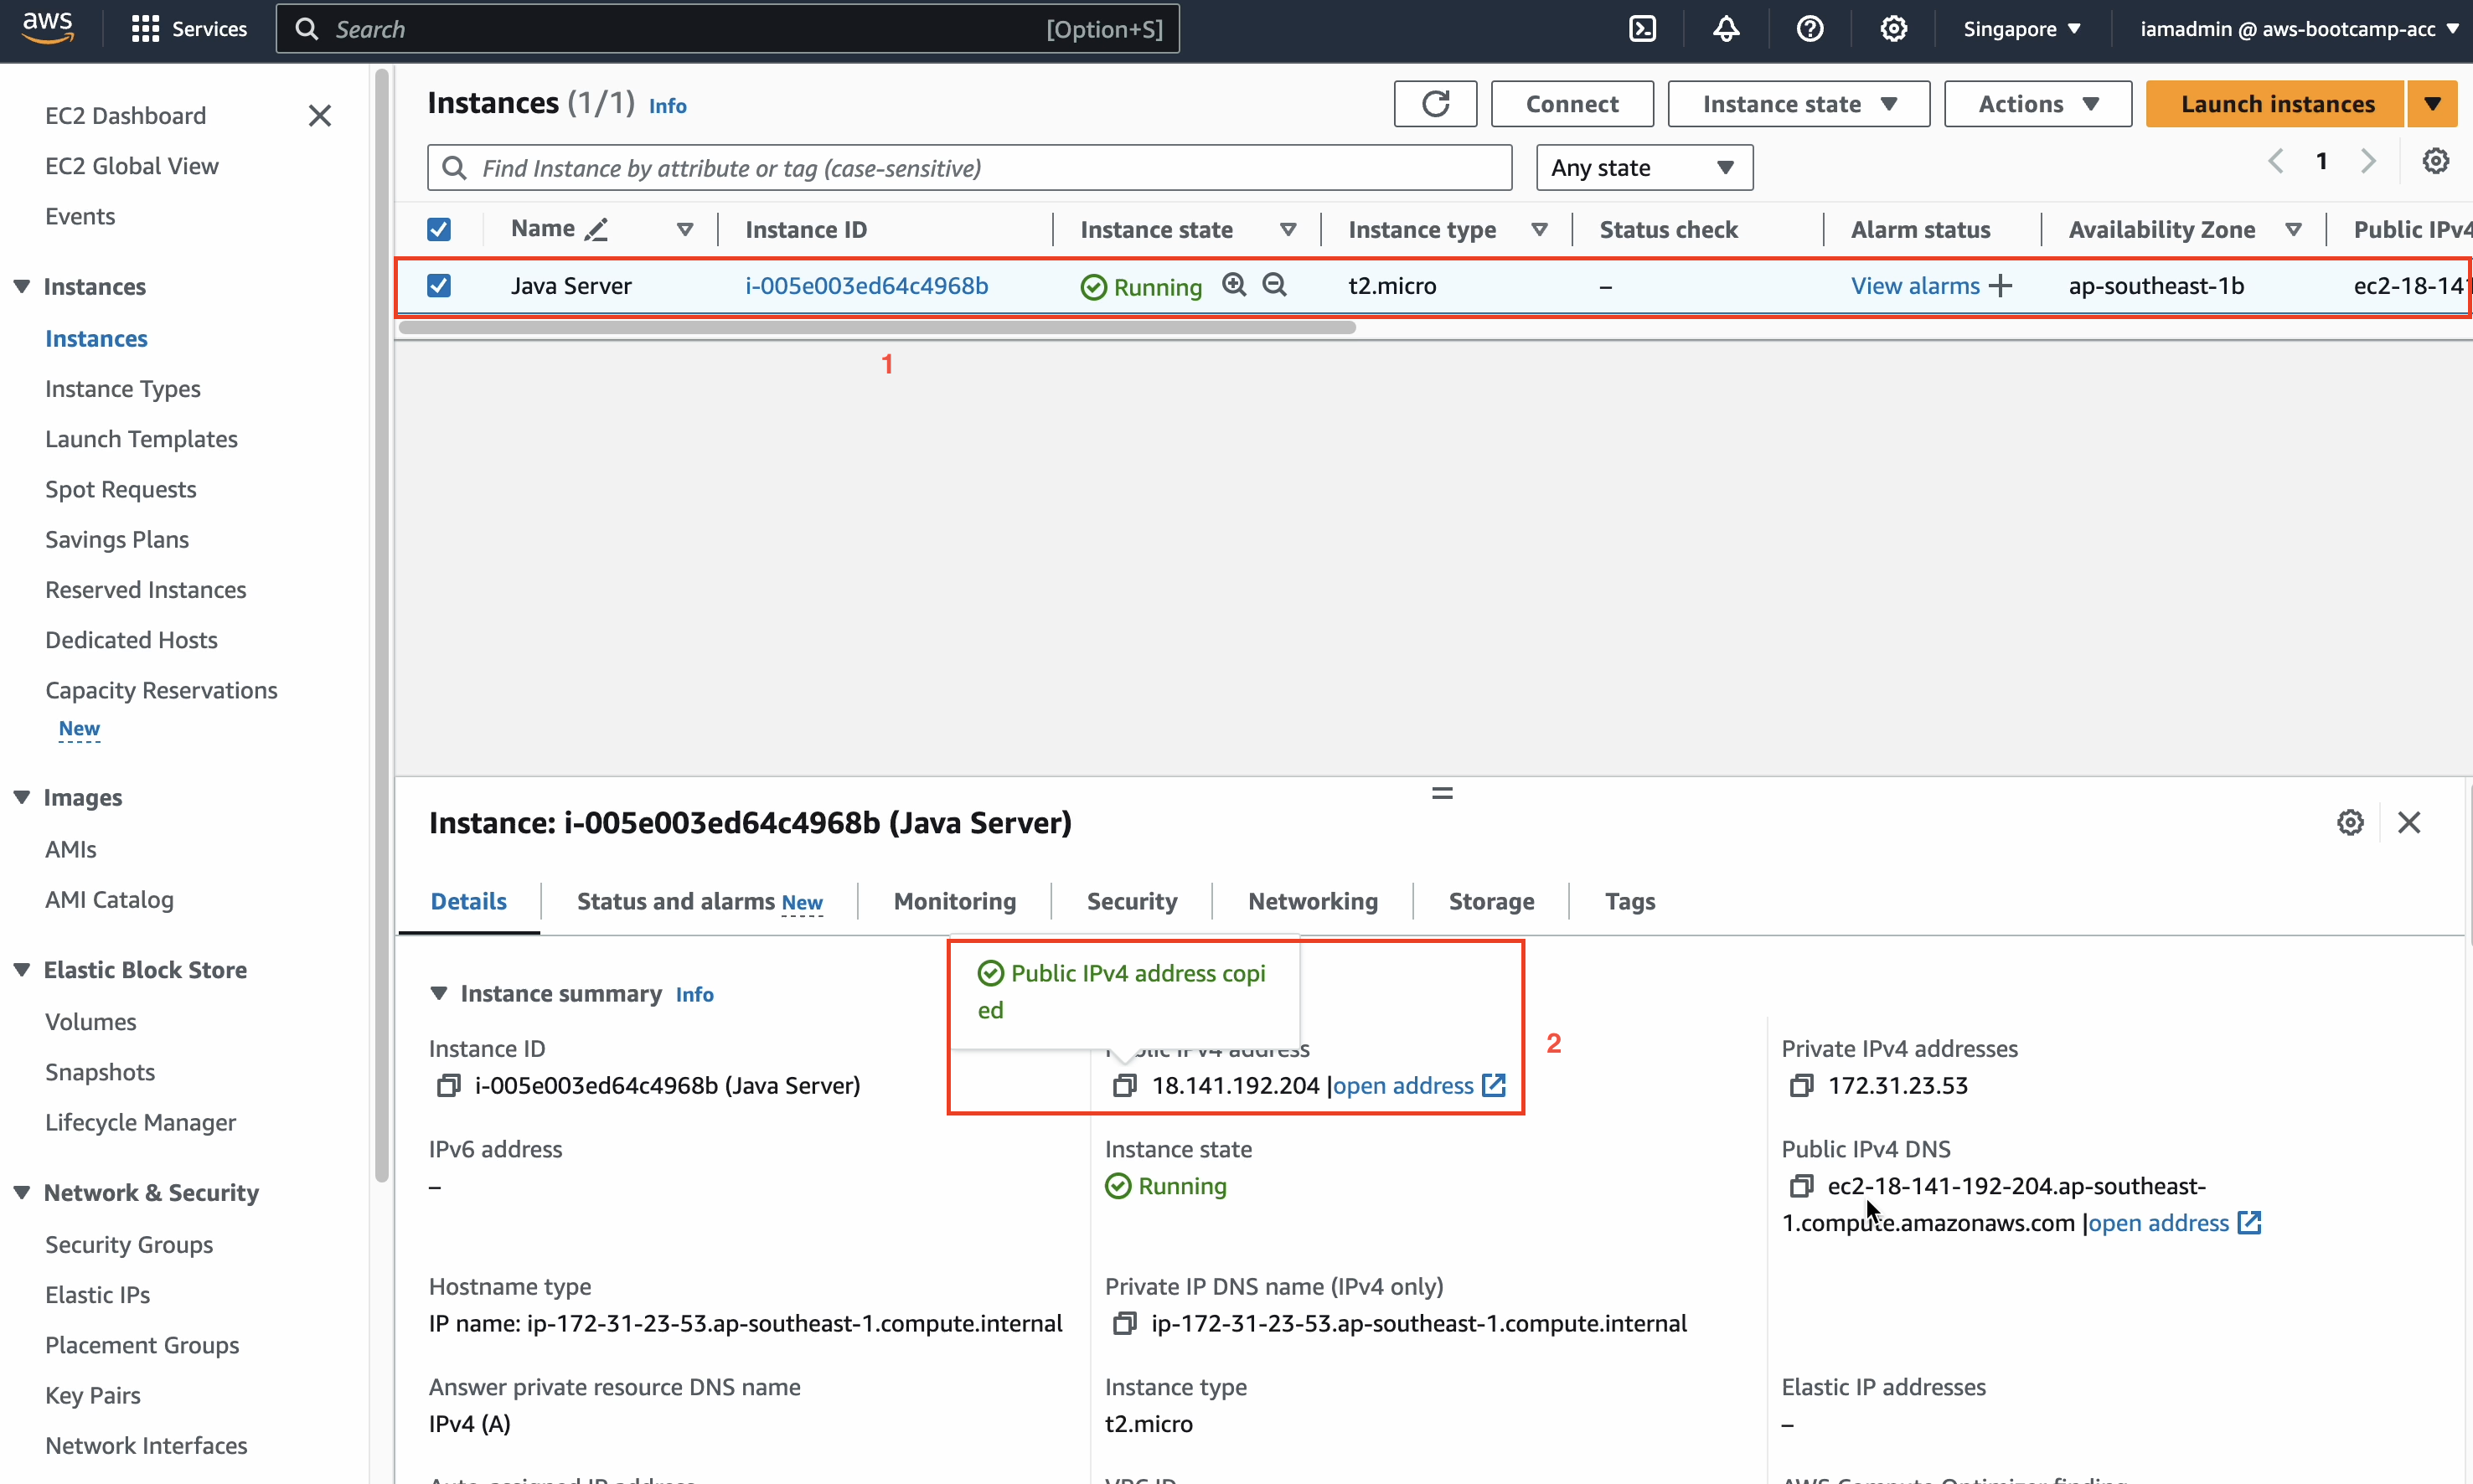 aws
Services
Search
[Option+S]
Singapore
iamadmin @ aws-bootcamp-acc
EC2 Dashboard
EC2 Global View
Events
Instances
Instances
Instance Types
Launch Templates
Spot Requests
Savings Plans
Reserved Instances
Dedicated Hosts
Capacity Reservations
New
Images
AMIs
AMI Catalog
Elastic Block Store
Volumes
Snapshots
Lifecycle Manager
Network & Security
Security Groups
Elastic IPs
Placement Groups
Key Pairs
Network Interfaces
Instances (1/1) Info
Connect
Instance state
Actions
Launch instances
Find Instance by attribute or tag (case-sensitive)
Any state
1
Name
Instance ID
Instance state
Instance type
Status check
Alarm status
Availability Zone
Public IPv4
Java Server
i-005e003ed64c4968b
Running
t2.micro
–
View alarms
ap-southeast-1b
ec2-18-141
1
Instance: i-005e003ed64c4968b (Java Server)
Details
Status and alarms New
Monitoring
Security
Networking
Storage
Tags
Instance summary Info
Public IPv4 address copi
ed
2
Instance ID
i-005e003ed64c4968b (Java Server)
Public IPv4 address
18.141.192.204 |open address
Private IPv4 addresses
172.31.23.53
IPv6 address
–
Instance state
Running
Public IPv4 DNS
ec2-18-141-192-204.ap-southeast-
1.compute.amazonaws.com |open address
Hostname type
IP name: ip-172-31-23-53.ap-southeast-1.compute.internal
Private IP DNS name (IPv4 only)
ip-172-31-23-53.ap-southeast-1.compute.internal
Answer private resource DNS name
IPv4 (A)
Instance type
t2.micro
Elastic IP addresses
–